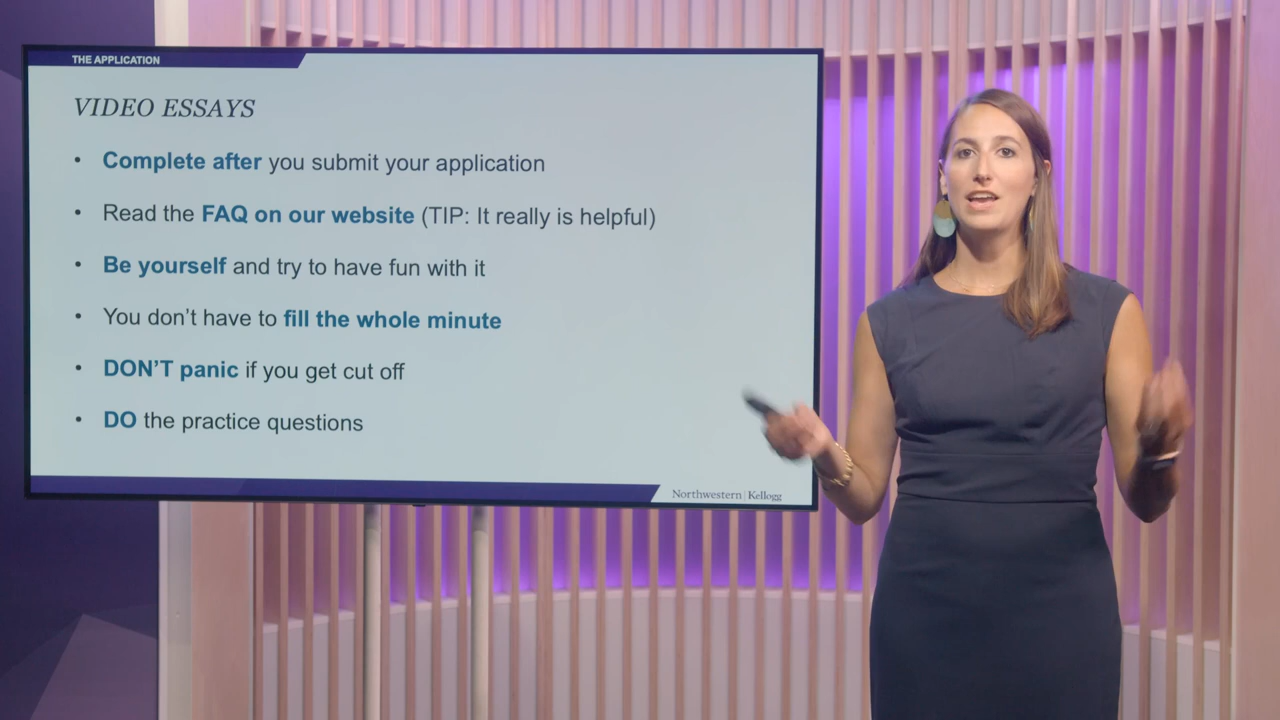 THE APPLICATION
VIDEO ESSAYS
• Complete after you submit your application
• Read the FAQ on our website (TIP: It really is helpful)
• Be yourself and try to have fun with it
• You don’t have to fill the whole minute
• DON’T panic if you get cut off
• DO the practice questions
Northwestern | Kellogg